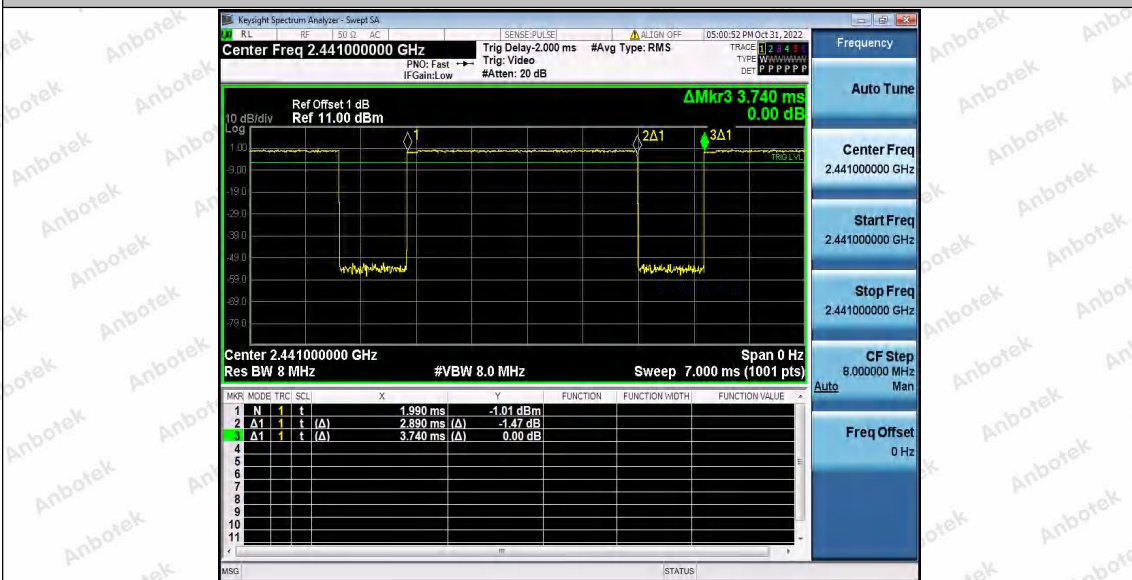 Keysight Spectrum Analyzer - Swept SA
RL RF 50 Ω AC SENSE:PULSE ALIGN OFF 05:00:52 PM Oct 31, 2022
Center Freq 2.441000000 GHz
PNO: Fast
IFGain:Low
Trig Delay-2.000 ms
Trig: Video
#Atten: 20 dB
#Avg Type: RMS
TRACE 1 2 3 4 5 6
TYPE WWWWWW
DET P P P P P P
ΔMkr3 3.740 ms
0.00 dB
Ref Offset 1 dB
10 dB/div Ref 11.00 dBm
Log
1
2Δ1
3Δ1
1.00
TRIG LVL
-9.00
-19.0
-29.0
-39.0
-49.0
-59.0
-69.0
-79.0
Center 2.441000000 GHz Span 0 Hz
Res BW 8 MHz #VBW 8.0 MHz Sweep 7.000 ms (1001 pts)
MKR MODE TRC SCL X Y FUNCTION FUNCTION WIDTH FUNCTION VALUE
1 N 1 t 1.990 ms -1.01 dBm
2 Δ1 1 t (Δ) 2.890 ms (Δ) -1.47 dB
3 Δ1 1 t (Δ) 3.740 ms (Δ) 0.00 dB
4
5
6
7
8
9
10
11
MSG STATUS
Frequency
Auto Tune
Center Freq
2.441000000 GHz
Start Freq
2.441000000 GHz
Stop Freq
2.441000000 GHz
CF Step
8.000000 MHz
Auto Man
Freq Offset
0 Hz
Anbotek